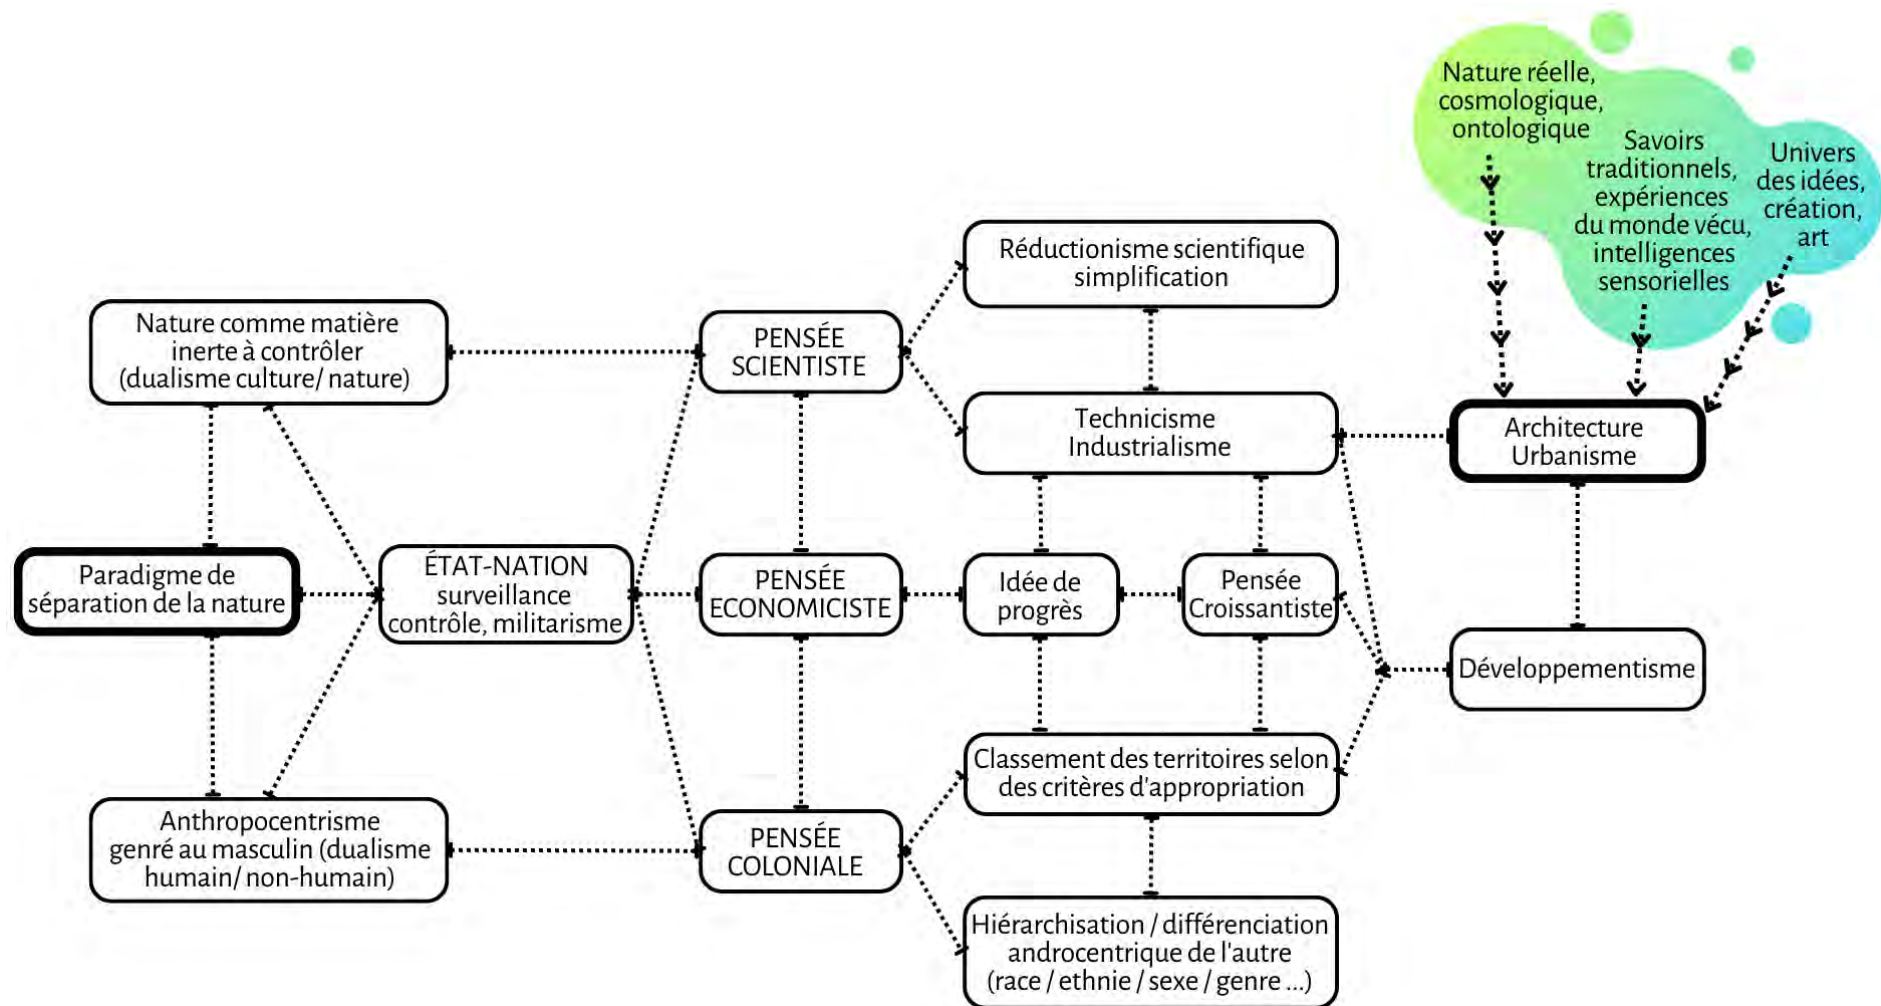 Nature réelle,
cosmologique,
ontologique
Savoirs
traditionnels,
expériences
du monde vécu,
intelligences
sensorielles
Univers
des idées,
création,
art
Nature comme matière
inerte à contrôler
(dualisme culture/ nature)
Paradigme de
séparation de la nature
Anthropocentrisme
genré au masculin (dualisme
humain/ non-humain)
ÉTAT-NATION
surveillance
contrôle, militarisme
PENSÉE
SCIENTISTE
PENSÉE
ECONOMICISTE
PENSÉE
COLONIALE
Réductionisme scientifique
simplification
Technicisme
Industrialisme
Idée de
progrès
Pensée
Croissantiste
Classement des territoires selon
des critères d'appropriation
Hiérarchisation / différenciation
androcentrique de l'autre
(race / ethnie / sexe / genre ...)
Architecture
Urbanisme
Développementisme